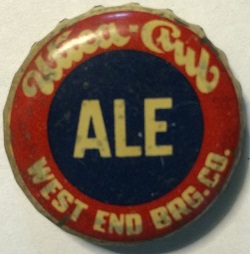 Utica-Club
ALE
WEST END BRG. CO.